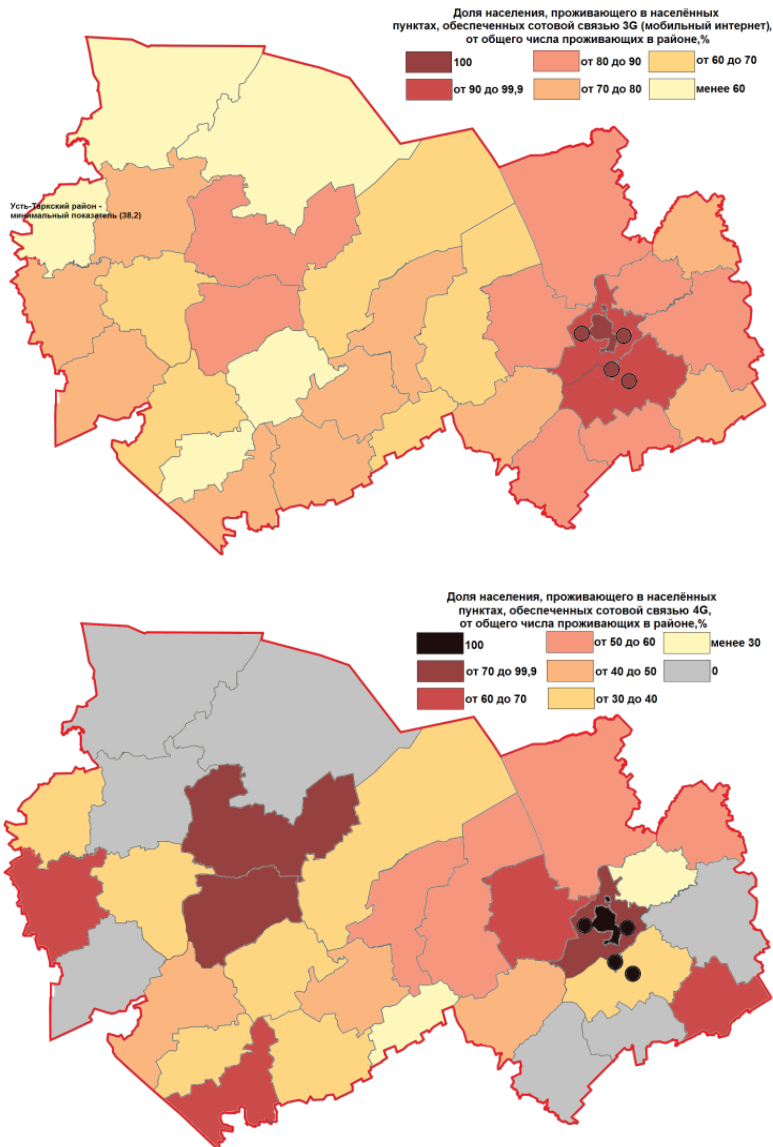 Доля населения, проживающего в населённых
пунктах, обеспеченных сотовой связью 3G (мобильный интернет),
от общего числа проживающих в районе,%
100 от 80 до 90 от 60 до 70
от 90 до 99,9 от 70 до 80 менее 60
Усть-Таркский район -
минимальный показатель (38,2)
Доля населения, проживающего в населённых
пунктах, обеспеченных сотовой связью 4G,
от общего числа проживающих в районе,%
100 от 50 до 60 менее 30
от 70 до 99,9 от 40 до 50 0
от 60 до 70 от 30 до 40